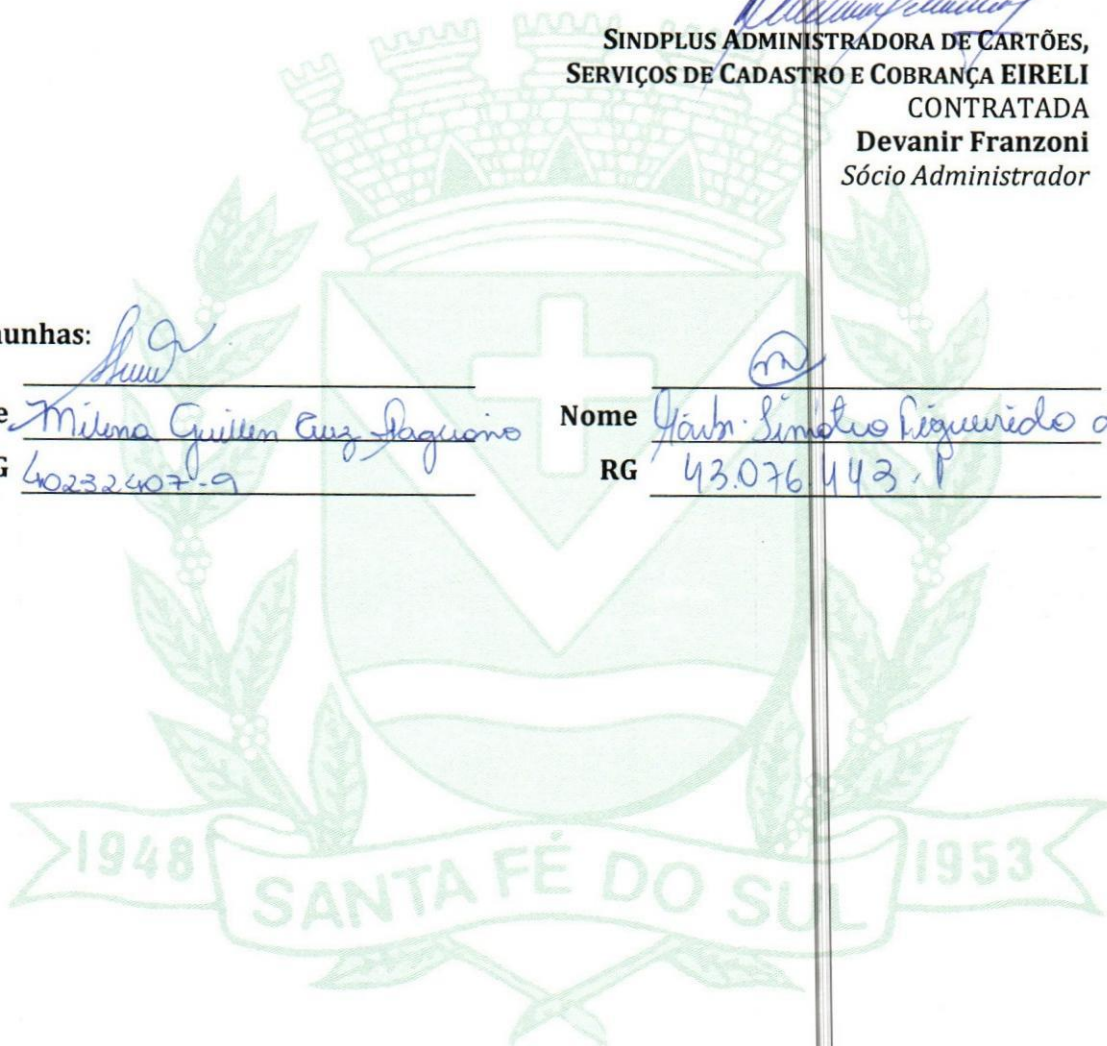 SINDPLUS ADMINISTRADORA DE CARTÕES,
SERVIÇOS DE CADASTRO E COBRANÇA EIRELI
CONTRATADA
Devanir Franzoni
Sócio Administrador
munhas:
e Milena Guillen Cruz
Nome
G 40232407-9
RG 43.076.443.1
1948 SANTA FÉ DO SUL 1953